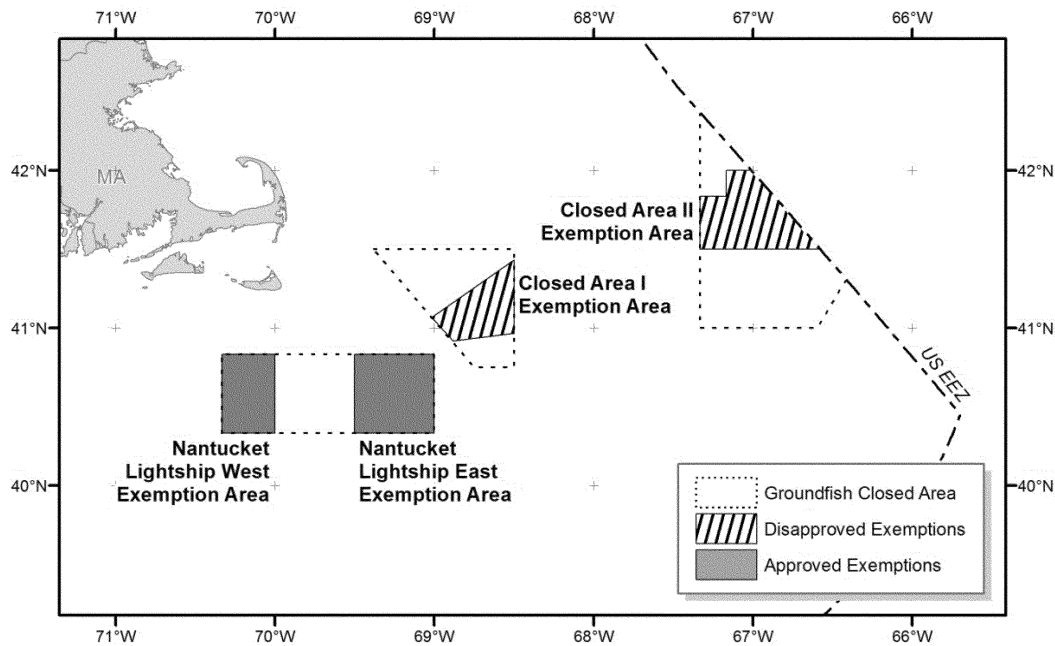 71°W 70°W 69°W 68°W 67°W 66°W
42°N
42°N
MA
Closed Area II
Exemption Area
Closed Area I
Exemption Area
41°N
41°N
US EEZ
Nantucket
Lightship West
Exemption Area
Nantucket
Lightship East
Exemption Area
40°N
40°N
Groundfish Closed Area
Disapproved Exemptions
Approved Exemptions
71°W 70°W 69°W 68°W 67°W 66°W